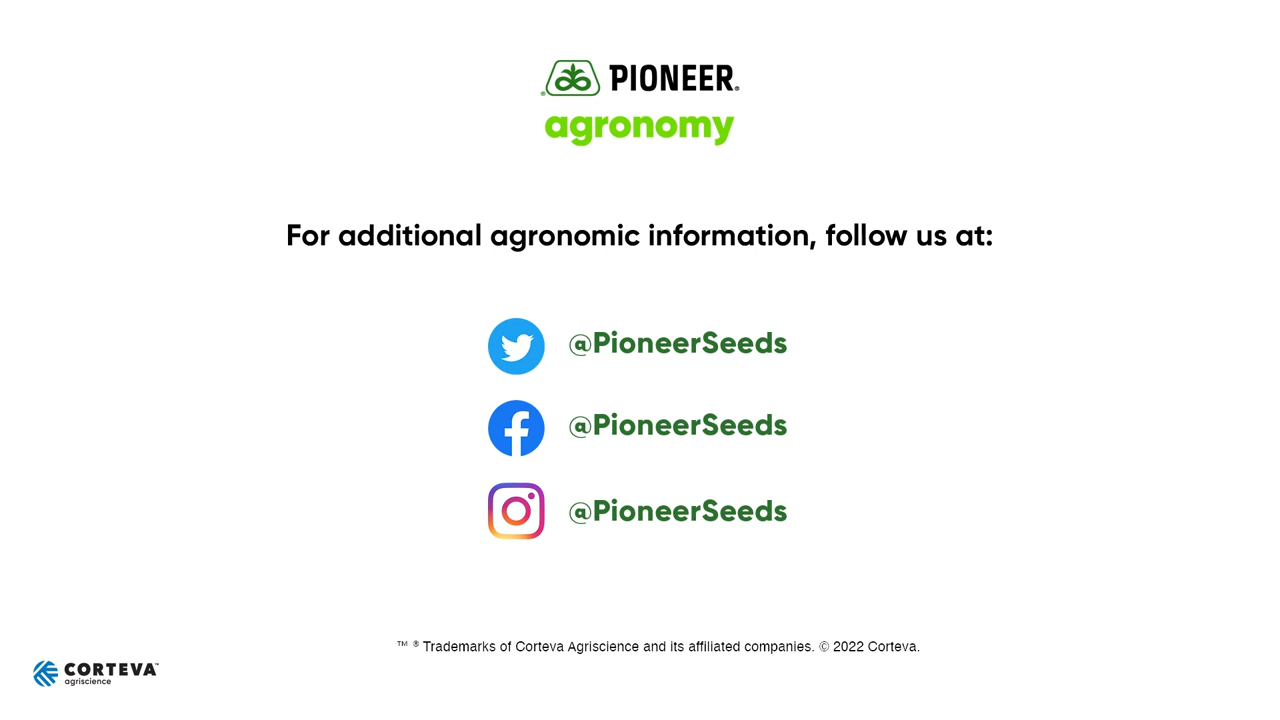 PIONEER®
agronomy
For additional agronomic information, follow us at:
@PioneerSeeds
@PioneerSeeds
@PioneerSeeds
™ ® Trademarks of Corteva Agriscience and its affiliated companies. © 2022 Corteva.
CORTEVA™
agriscience